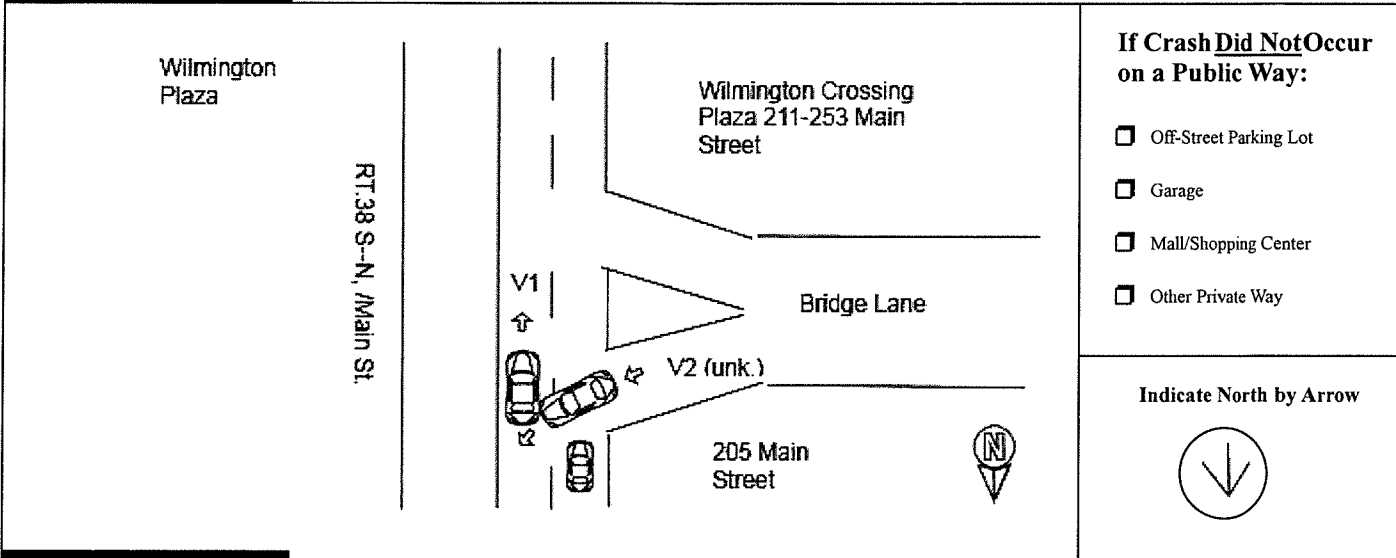 Wilmington
Plaza
Wilmington Crossing
Plaza 211-253 Main
Street
RT.38 S--N, /Main St.
V1
Bridge Lane
V2 (unk.)
205 Main
Street
N
If Crash Did Not Occur
on a Public Way:
Off-Street Parking Lot
Garage
Mall/Shopping Center
Other Private Way
Indicate North by Arrow